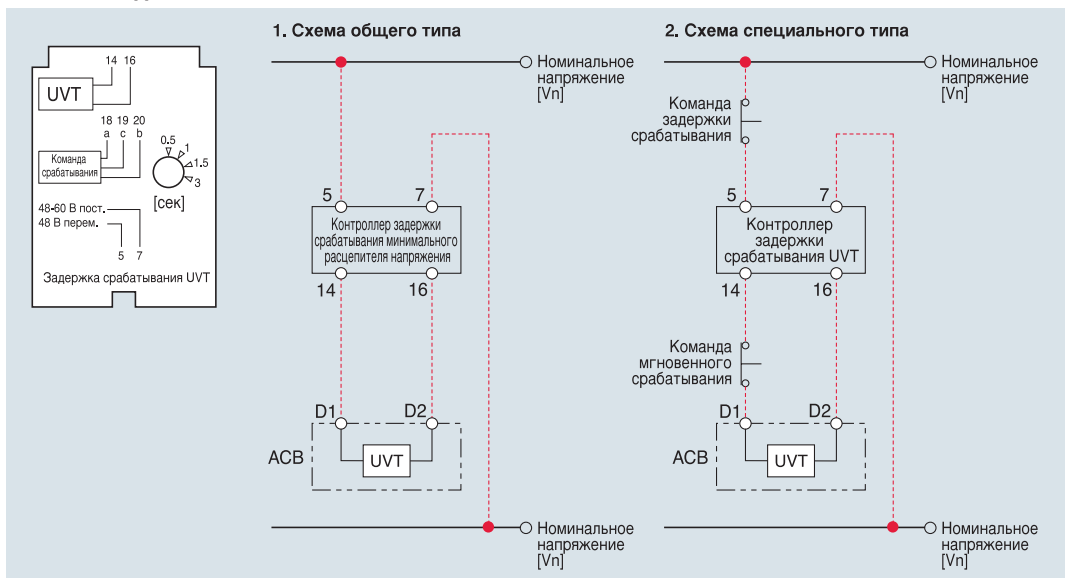 14 16
UVT
18 19 20
a c b
Команда
срабатывания
0.5
1
1.5
3
[сек]
48-60 В пост.
48 В перем.
5 7
Задержка срабатывания UVT
1. Схема общего типа
Номинальное
напряжение
[Vn]
5 7
Контроллер задержки
срабатывания минимального
расцепителя напряжения
14 16
D1 D2
ACB
UVT
Номинальное
напряжение
[Vn]
2. Схема специального типа
Номинальное
напряжение
[Vn]
Команда
задержки
срабатывания
5 7
Контроллер
задержки
срабатывания UVT
14 16
Команда
мгновенного
срабатывания
D1 D2
ACB
UVT
Номинальное
напряжение
[Vn]